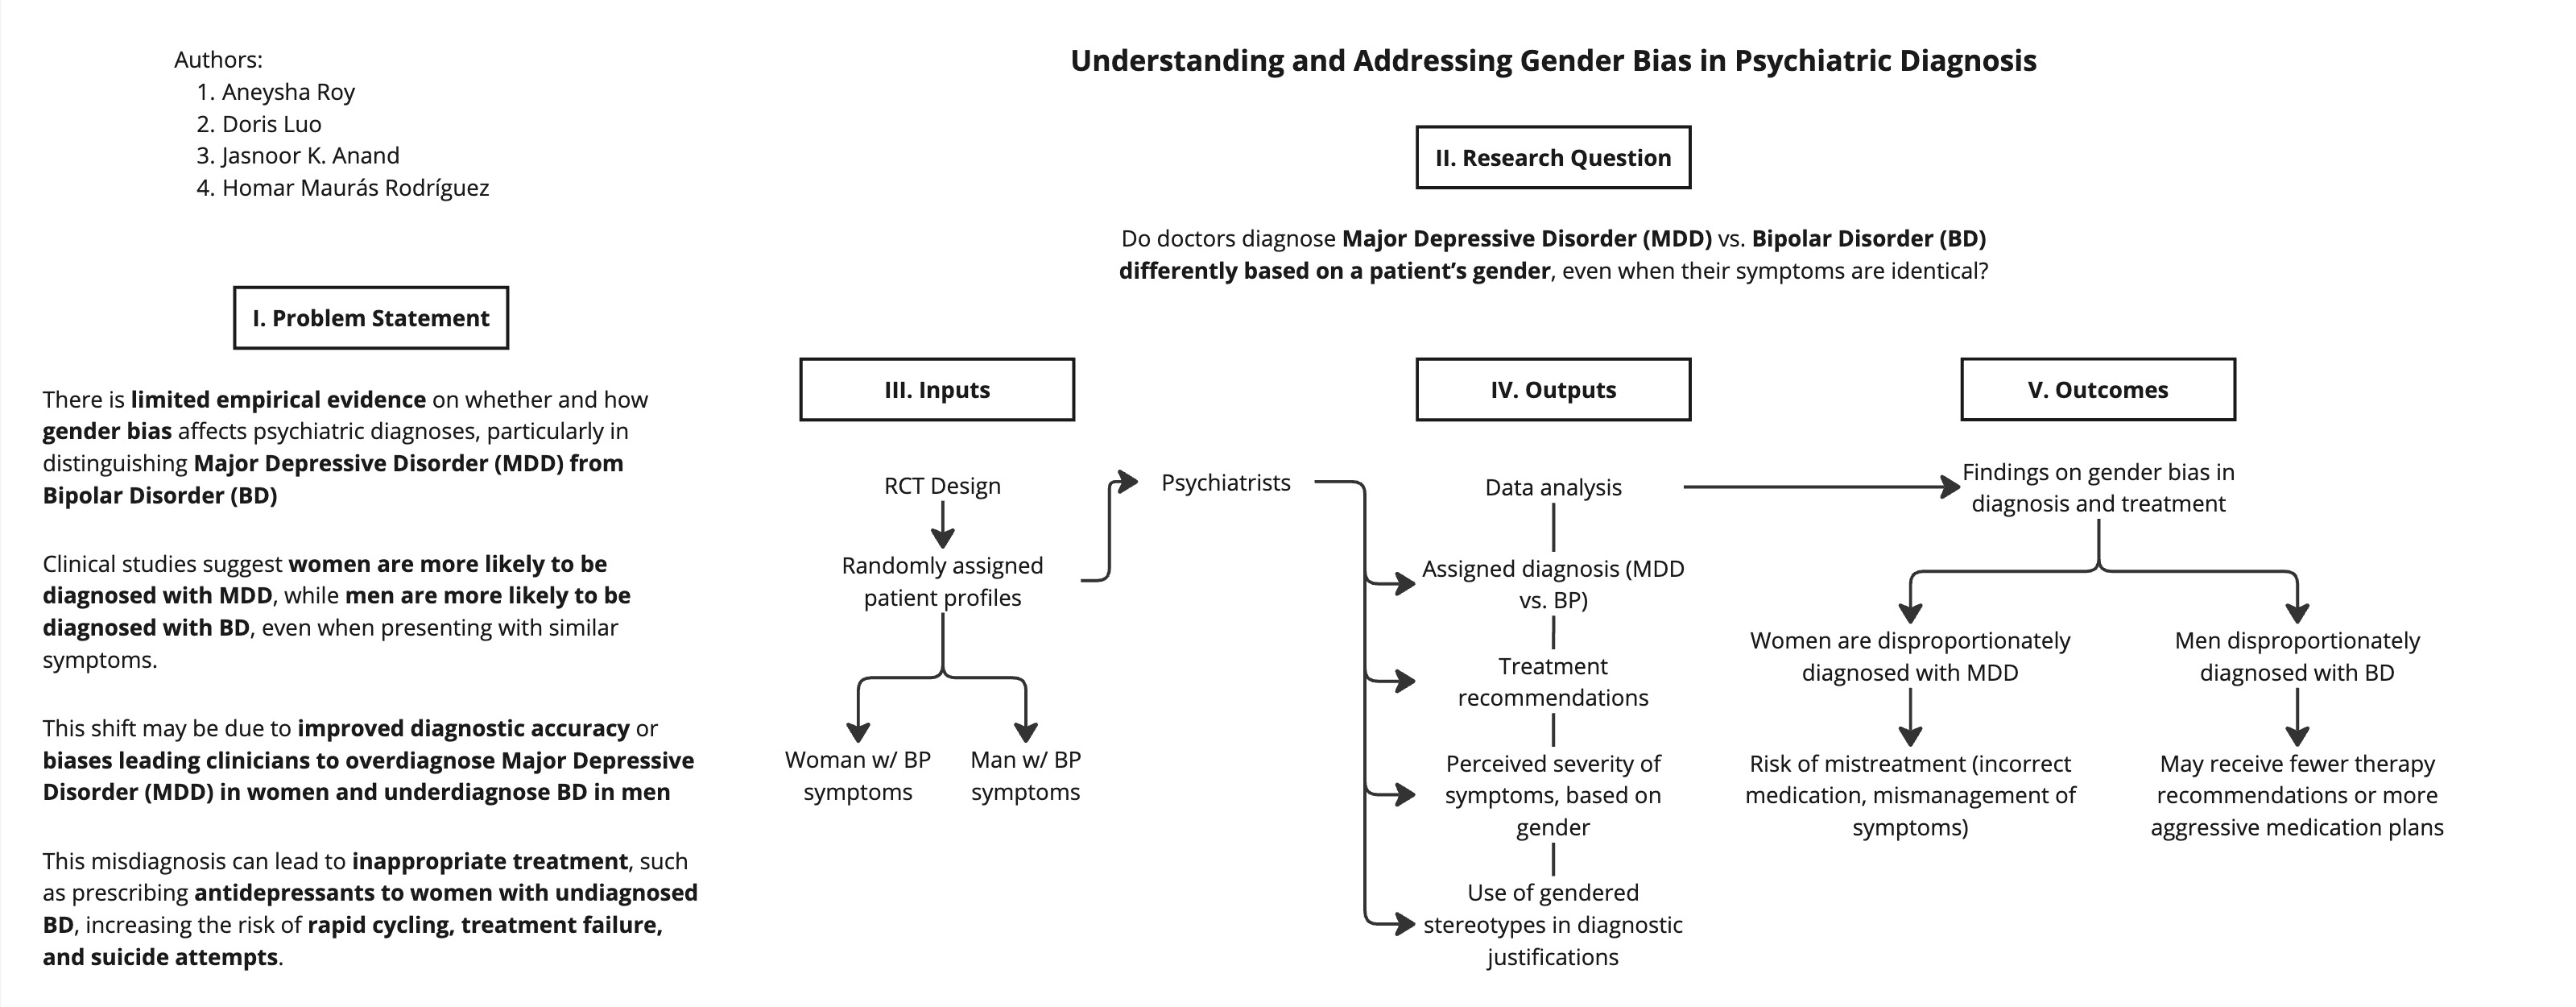 Authors:
1. Aneysha Roy
2. Doris Luo
3. Jasnoor K. Anand
4. Homar Maurás Rodríguez
Understanding and Addressing Gender Bias in Psychiatric Diagnosis
II. Research Question
Do doctors diagnose Major Depressive Disorder (MDD) vs. Bipolar Disorder (BD)
differently based on a patient’s gender, even when their symptoms are identical?
I. Problem Statement
There is limited empirical evidence on whether and how
gender bias affects psychiatric diagnoses, particularly in
distinguishing Major Depressive Disorder (MDD) from
Bipolar Disorder (BD)
Clinical studies suggest women are more likely to be
diagnosed with MDD, while men are more likely to be
diagnosed with BD, even when presenting with similar
symptoms.
This shift may be due to improved diagnostic accuracy or
biases leading clinicians to overdiagnose Major Depressive
Disorder (MDD) in women and underdiagnose BD in men
This misdiagnosis can lead to inappropriate treatment, such
as prescribing antidepressants to women with undiagnosed
BD, increasing the risk of rapid cycling, treatment failure,
and suicide attempts.
III. Inputs
RCT Design
Randomly assigned
patient profiles
Woman w/ BP
symptoms
Man w/ BP
symptoms
Psychiatrists
IV. Outputs
Data analysis
Assigned diagnosis (MDD
vs. BP)
Treatment
recommendations
Perceived severity of
symptoms, based on
gender
Use of gendered
stereotypes in diagnostic
justifications
V. Outcomes
Findings on gender bias in
diagnosis and treatment
Women are disproportionately
diagnosed with MDD
Risk of mistreatment (incorrect
medication, mismanagement of
symptoms)
Men disproportionately
diagnosed with BD
May receive fewer therapy
recommendations or more
aggressive medication plans